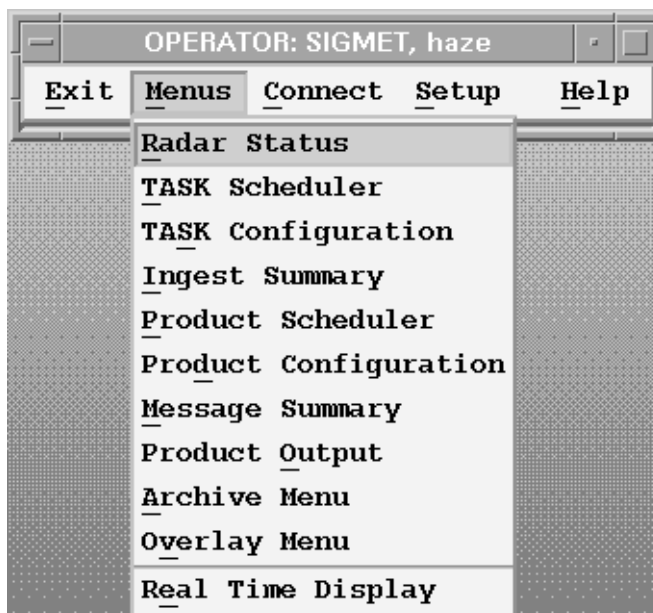 OPERATOR: SIGMET, haze
Exit Menus Connect Setup Help
Radar Status
TASK Scheduler
TASK Configuration
Ingest Summary
Product Scheduler
Product Configuration
Message Summary
Product Output
Archive Menu
Overlay Menu
Real Time Display